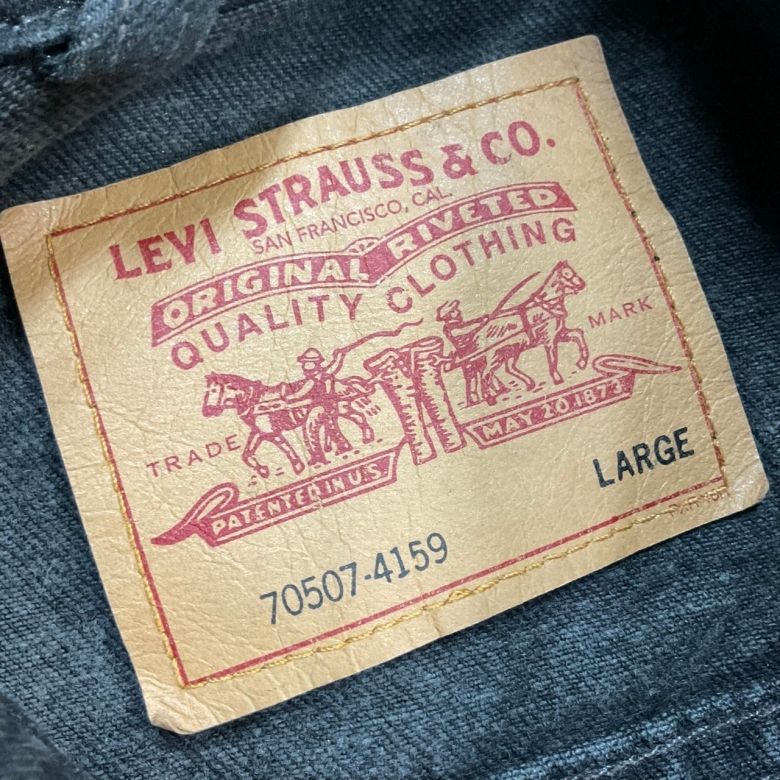 LEVI STRAUSS & CO.
SAN FRANCISCO, CAL.
ORIGINAL RIVETED
QUALITY CLOTHING
TRADE MARK
PATENTED IN U.S. MAY 20.1873
LARGE
70507-4159